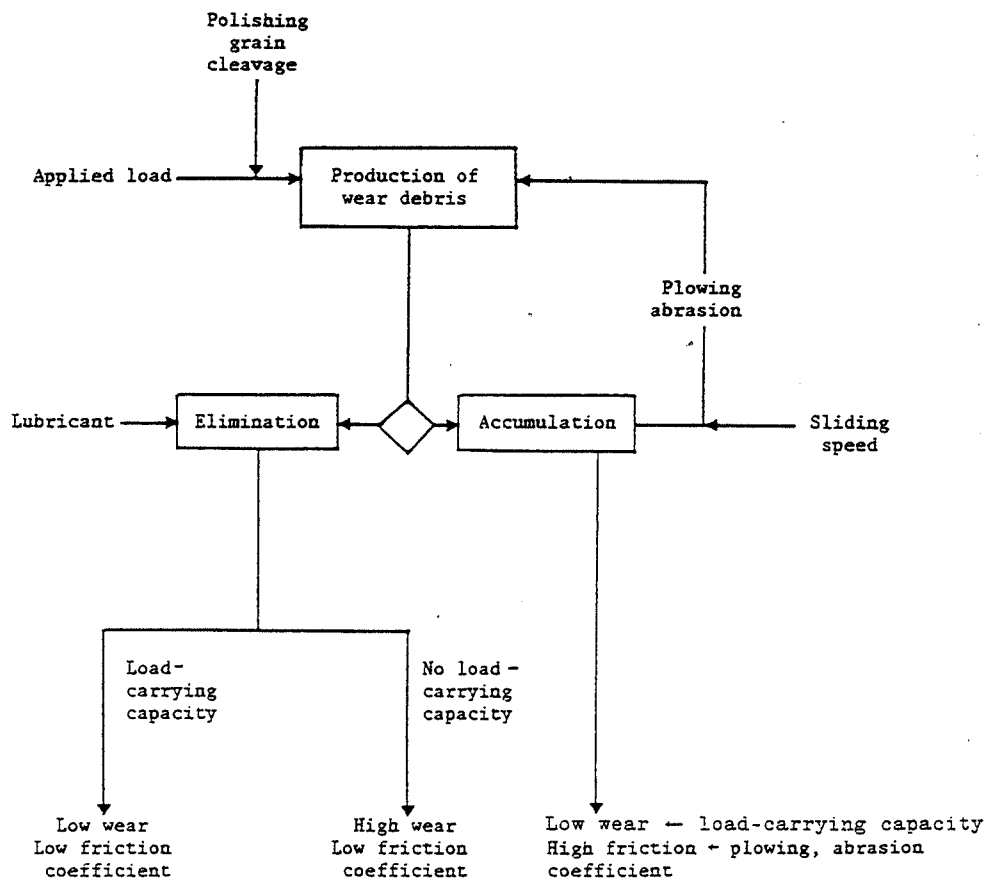 Polishing
grain
cleavage
Applied load
Production of
wear debris
Plowing
abrasion
Lubricant
Elimination
Accumulation
Sliding
speed
Load-
carrying
capacity
No load-
carrying
capacity
Low wear
Low friction
coefficient
High wear
Low friction
coefficient
Low wear ← load-carrying capacity
High friction ← plowing, abrasion
coefficient